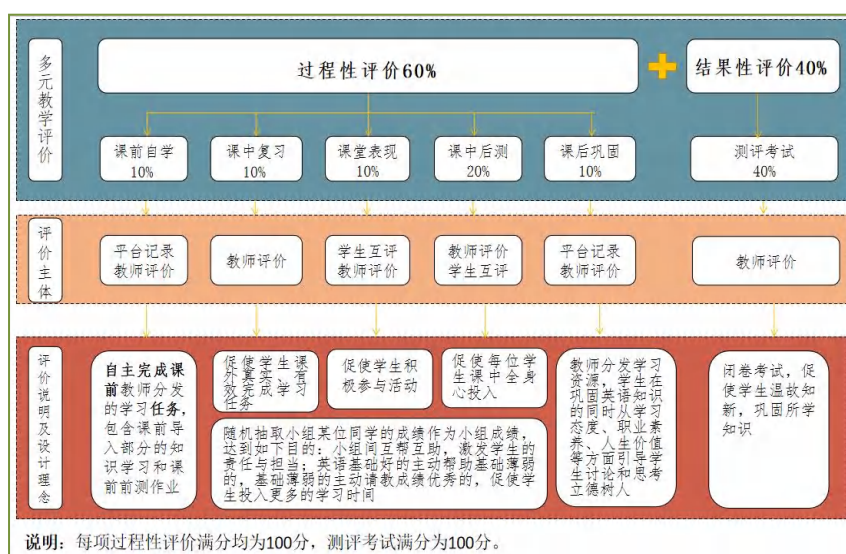 多元教学评价
过程性评价60%
结果性评价40%
课前自学
10%
课中复习
10%
课堂表现
10%
课中后测
20%
课后巩固
10%
测评考试
40%
评价主体
平台记录
教师评价
教师评价
学生互评
教师评价
教师评价
学生互评
平台记录
教师评价
教师评价
评价说明及设计理念
自主完成课
前教师分发
的学习任务，
包含课前导
入部分的知
识学习和课
前前测作业
促使学生课
外真实有
效完成学习
任务
促使学生积
极参与活动
促使每位学
生课中全身
心投入
随机抽取小组某位同学的成绩作为小组成绩，
达到如下目的：小组间互帮互助，激发学生的
责任与担当；英语基础好的主动帮助基础薄弱
的，基础薄弱的主动请教成绩优秀的，促使学
生投入更多的学习时间
教师分发学习
资源，学生在
巩固英语知识
的同时从学习
态度、职业素
养、人生价值
等方面引导学
生讨论和思考
立德树人
闭卷考试，促
使学生温故知
新，巩固所学
知识
说明：每项过程性评价满分均为100分，测评考试满分为100分。